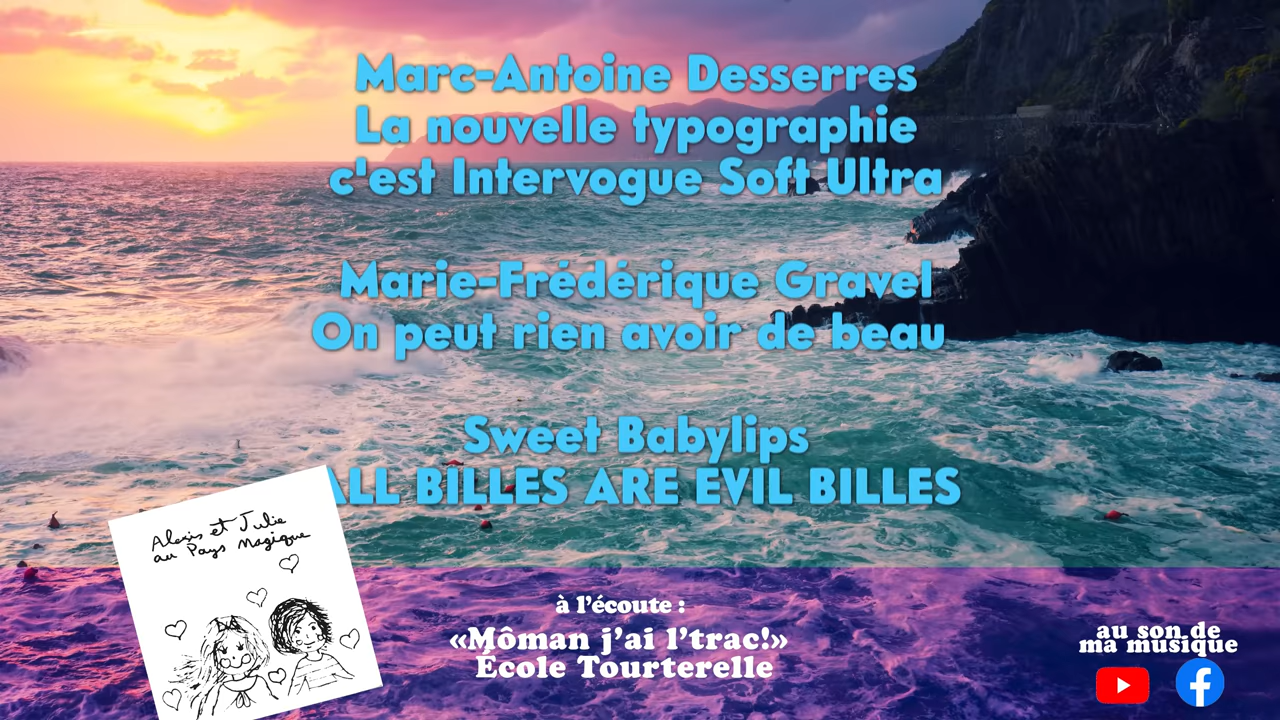 Marc-Antoine Desserres
La nouvelle typographie
c'est Intervogue Soft Ultra
Marie-Frédérique Gravel
On peut rien avoir de beau
Sweet Babylips
ALL BILLES ARE EVIL BILLES
Alexis et Julie
au Pays Magique
à l'écoute :
«Môman j'ai l'trac!»
École Tourterelle
au son de
ma musique